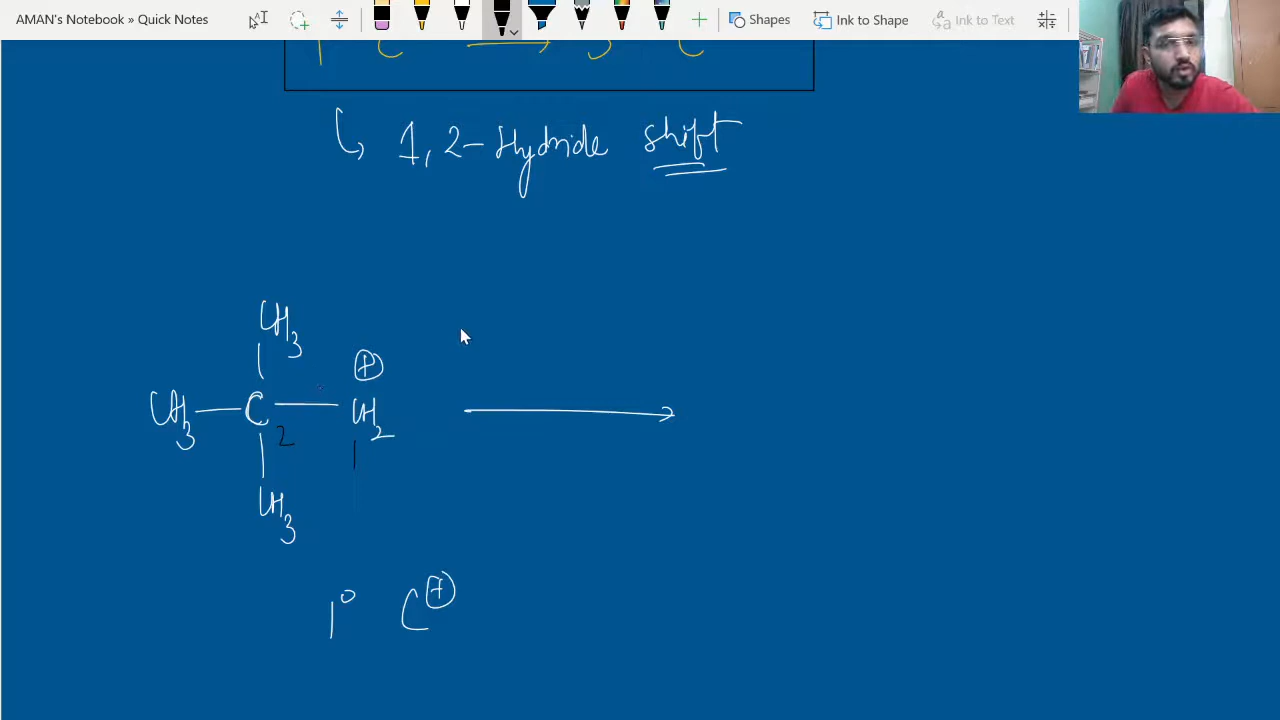 AMAN's Notebook » Quick Notes
Shapes
Ink to Shape
Ink to Text
1,2-Hydride shift
CH3
⊕
CH3—C—CH2
2
CH3
1° C⊕